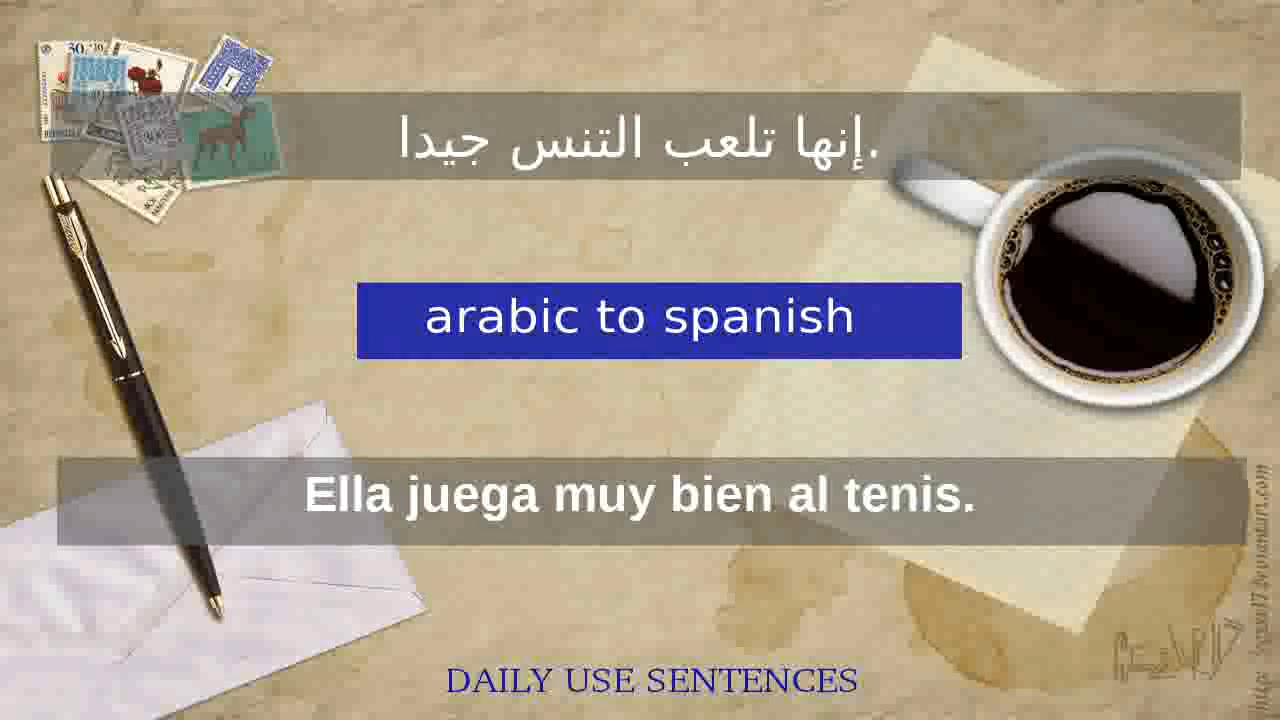 إنها تلعب التنس جيدا.
arabic to spanish
Ella juega muy bien al tenis.
DAILY USE SENTENCES